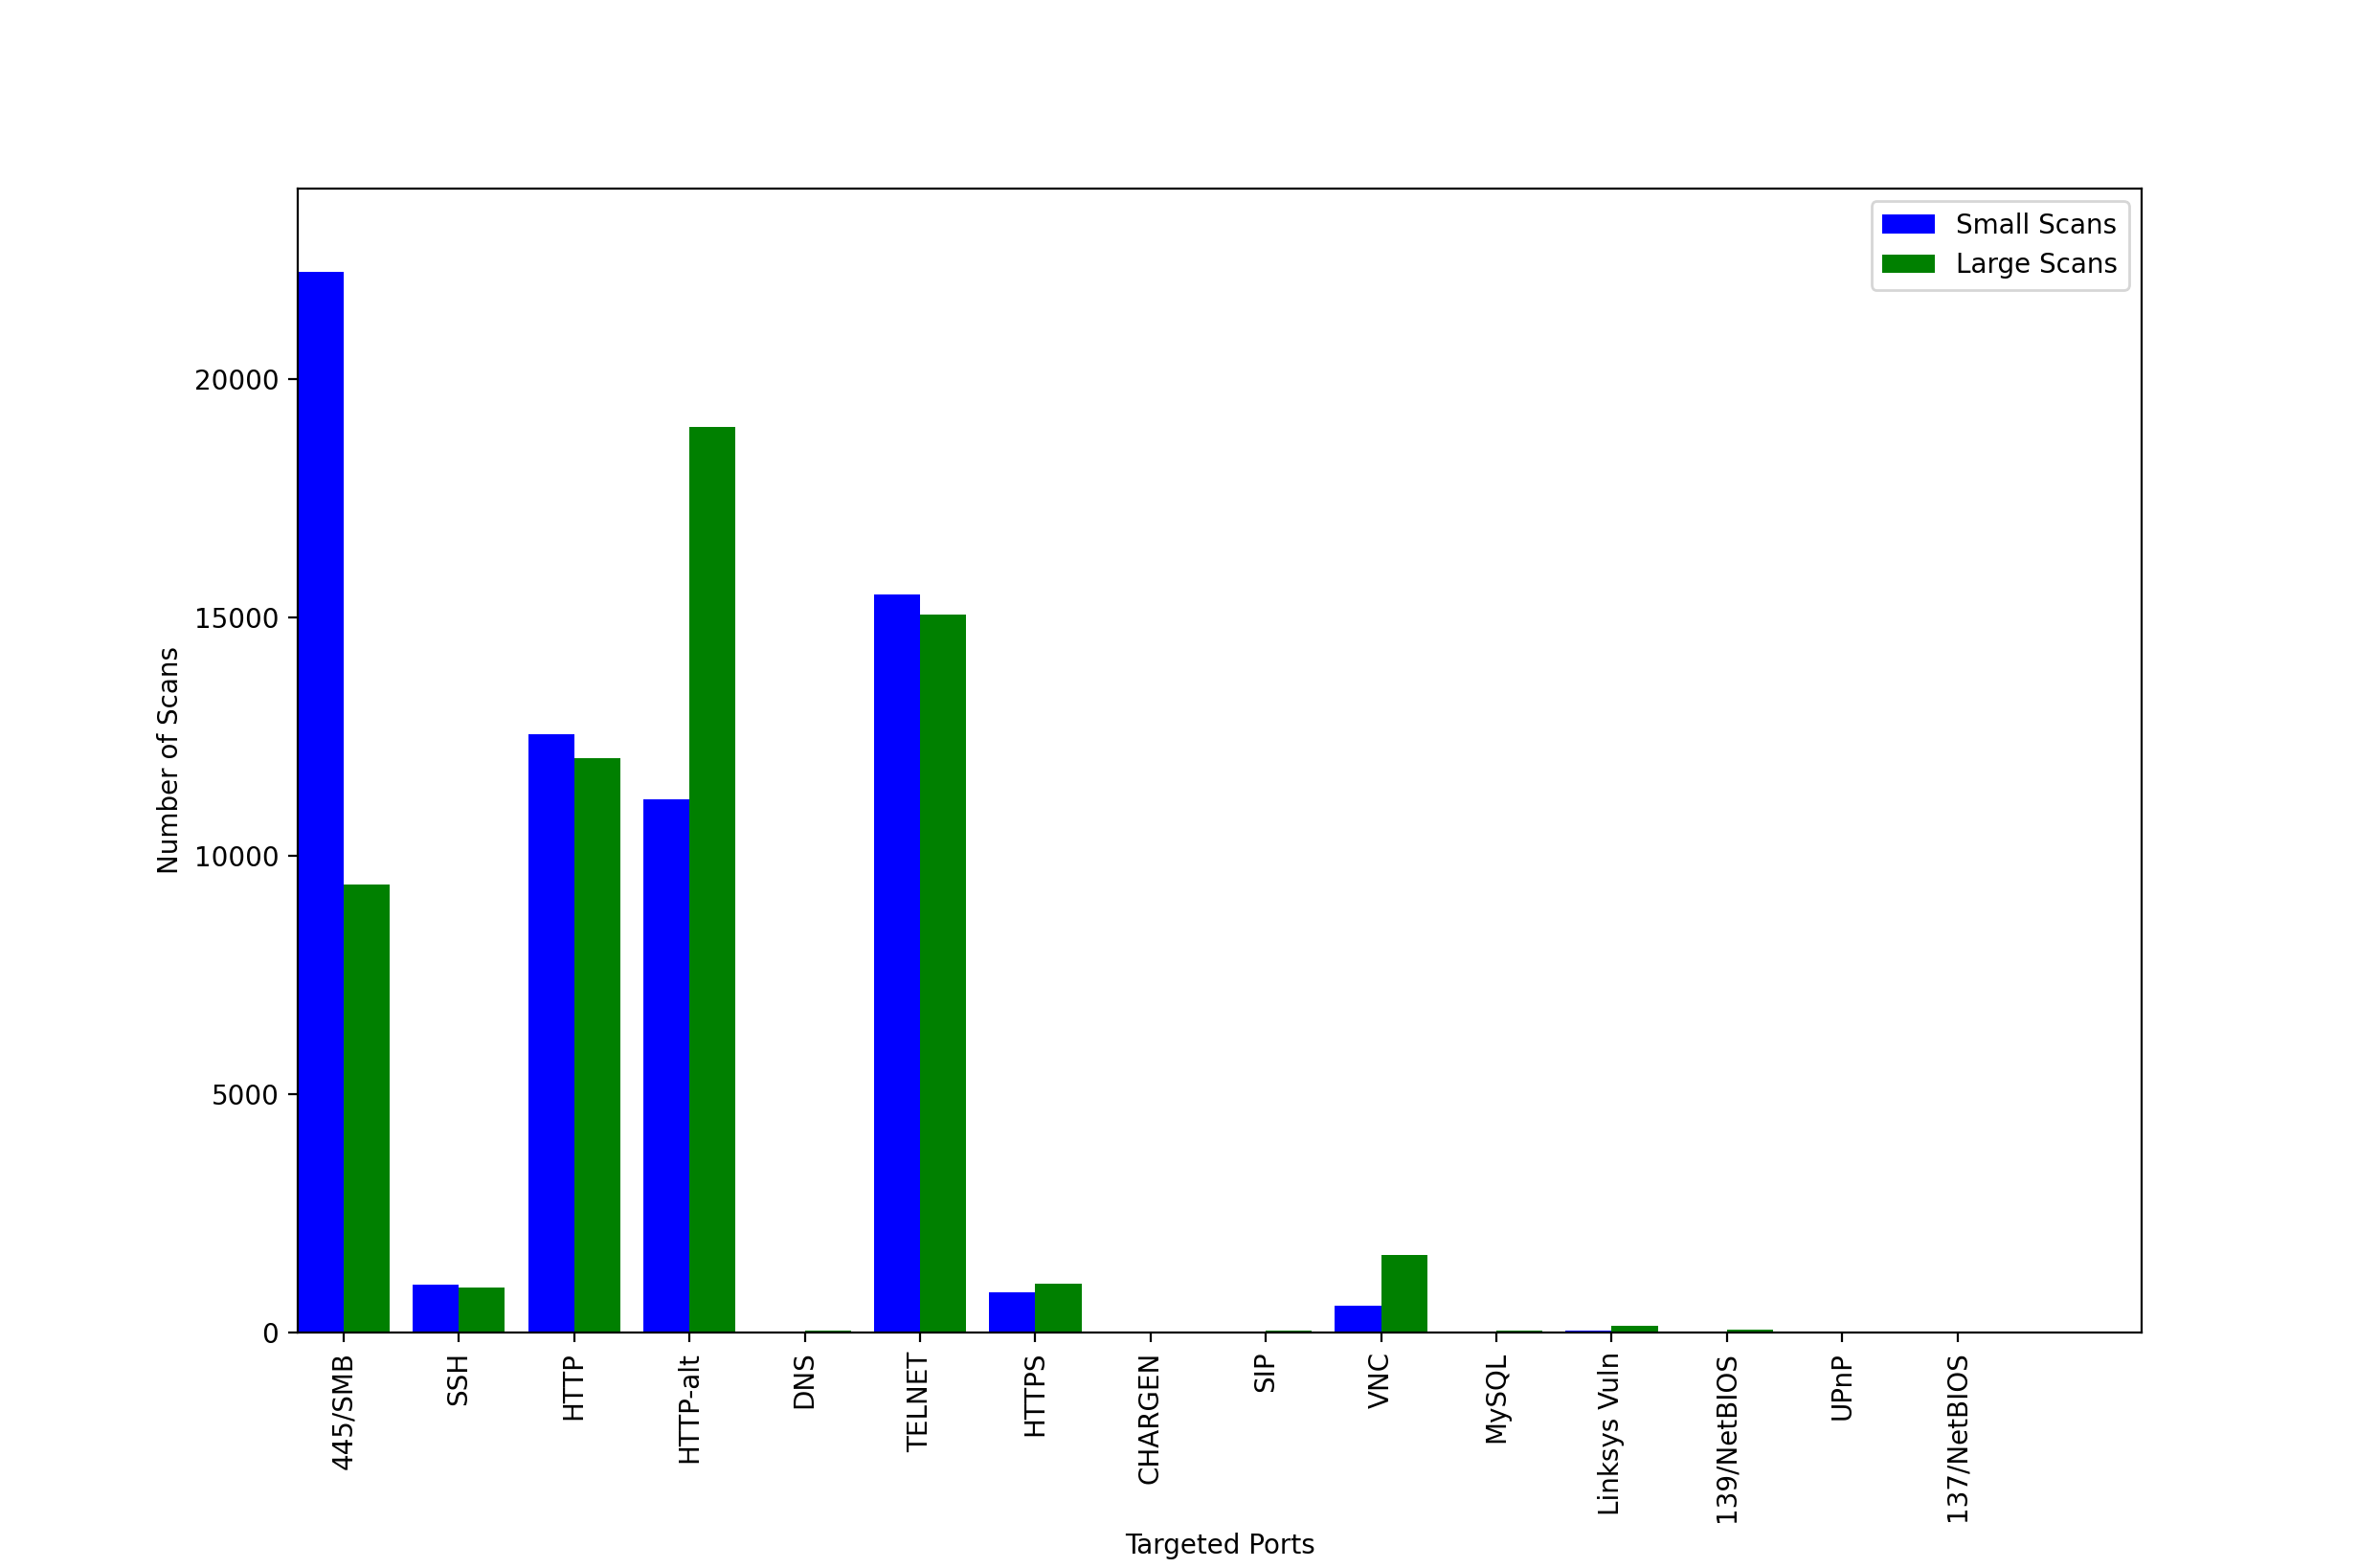 Small Scans
Large Scans
20000
15000
10000
5000
0
Number of Scans
445/SMB
SSH
HTTP
HTTP-alt
DNS
TELNET
HTTPS
CHARGEN
SIP
VNC
MySQL
Linksys Vuln
139/NetBIOS
UPnP
137/NetBIOS
Targeted Ports